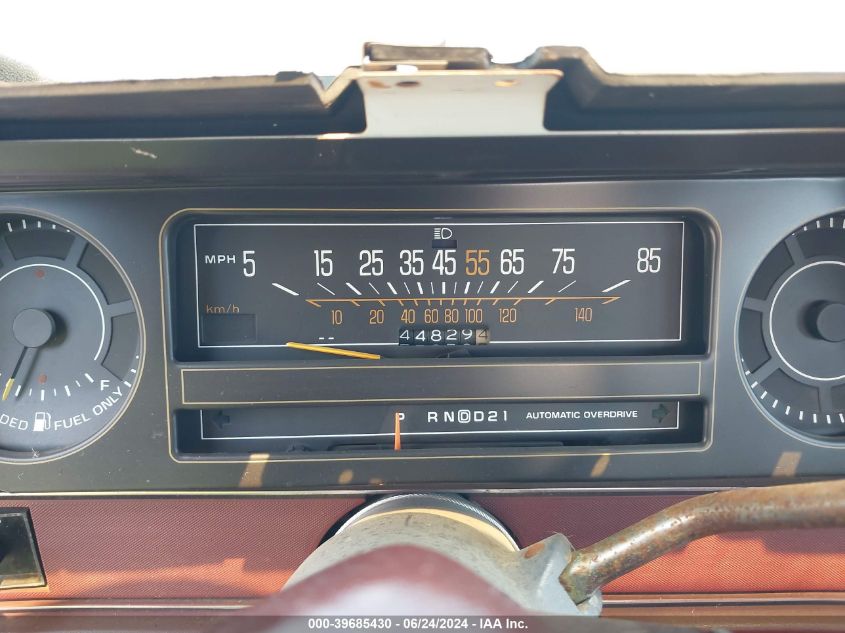 MPH 5 15 25 35 45 55 65 75 85
km/h 10 20 40 60 80 100 120 140
448294
F
DED FUEL ONLY
P R N D D 2 1 AUTOMATIC OVERDRIVE
000-39685430 - 06/24/2024 - IAA Inc.